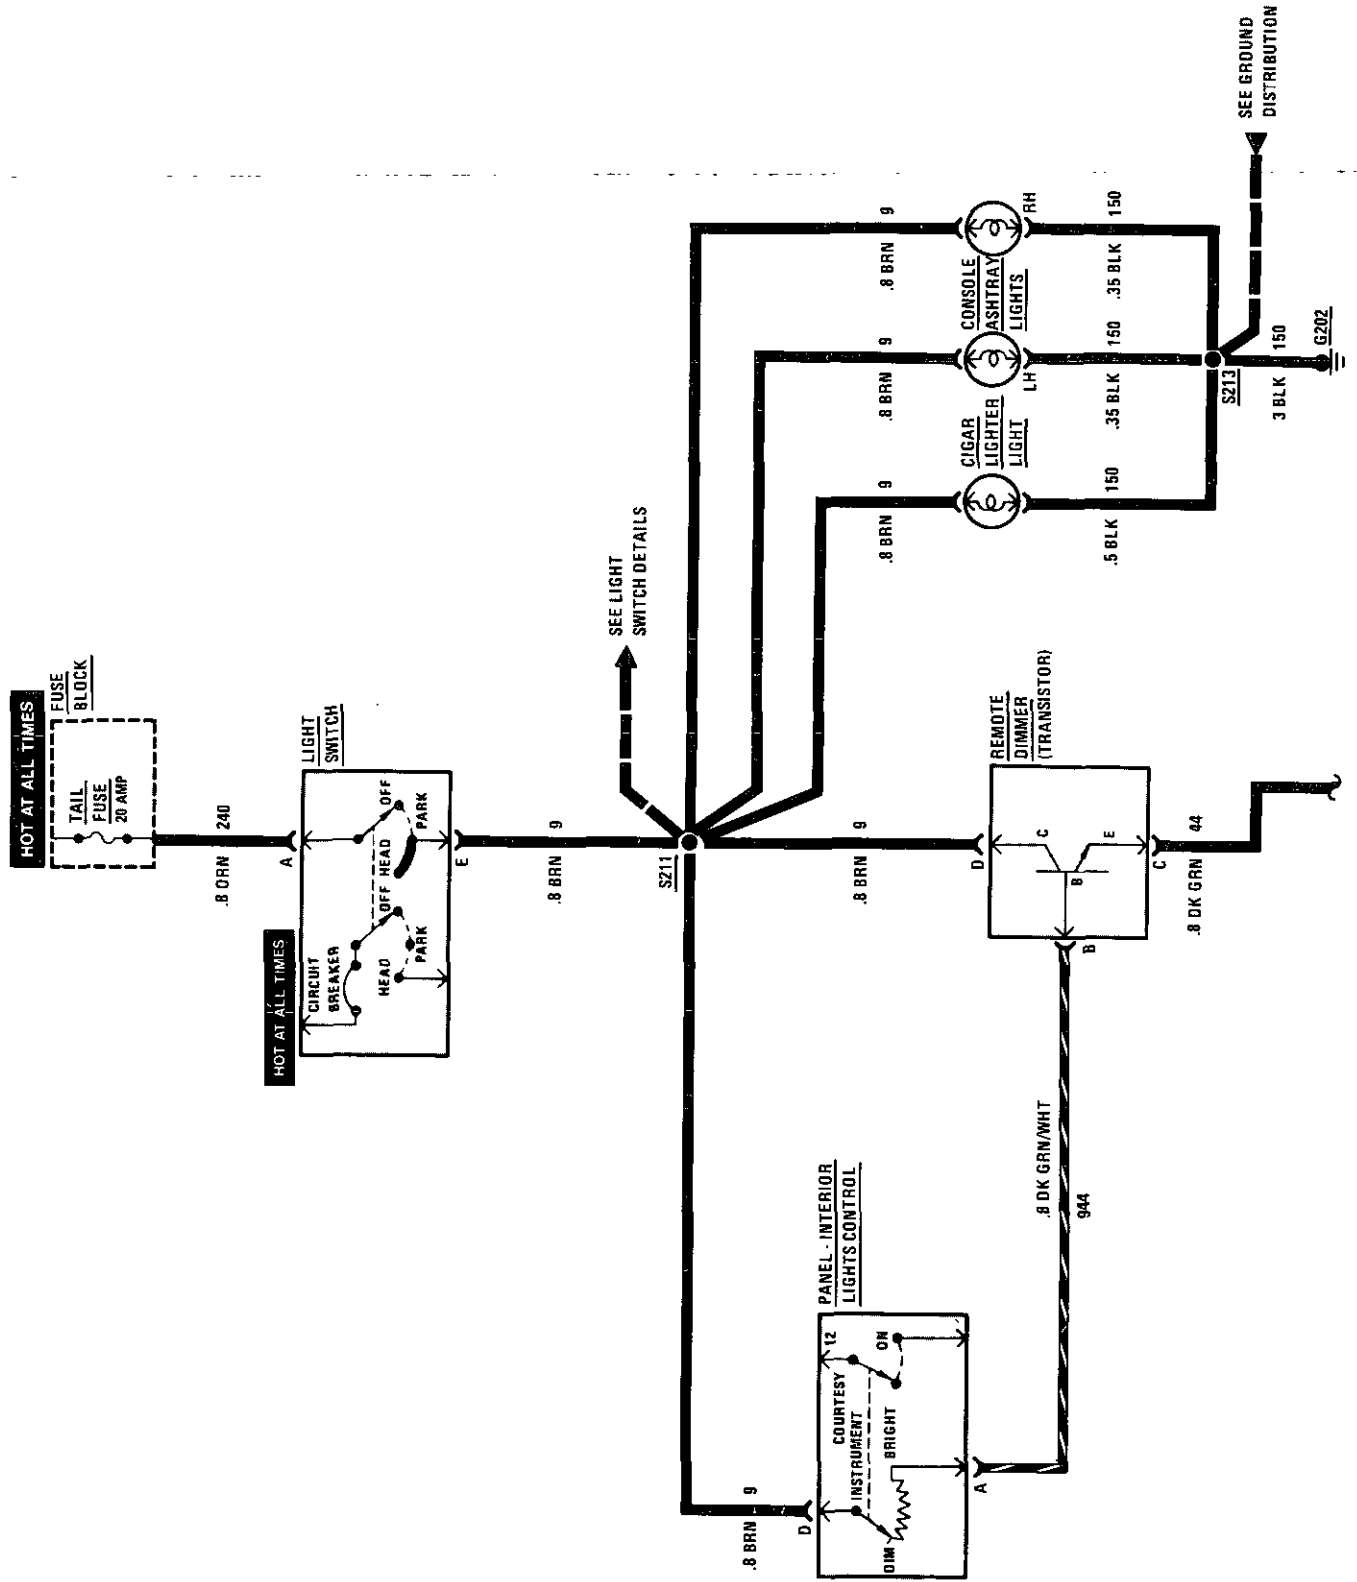 HOT AT ALL TIMES
FUSE
BLOCK
TAIL
FUSE
20 AMP
.8 ORN
240
A
LIGHT
SWITCH
HOT AT ALL TIMES
CIRCUIT
BREAKER
OFF
HEAD
PARK
OFF
HEAD
PARK
E
.8 BRN
9
S211
SEE LIGHT
SWITCH DETAILS
.8 BRN
9
D
REMOTE
DIMMER
(TRANSISTOR)
C
B
E
B
C
.8 DK GRN
44
.8 BRN
9
D
PANEL - INTERIOR
LIGHTS CONTROL
12
COURTESY
INSTRUMENT
ON
DIM
BRIGHT
A
.8 DK GRN/WHT
944
.8 BRN
9
.8 BRN
9
.8 BRN
9
CIGAR
LIGHTER
LIGHT
CONSOLE
ASHTRAY
LIGHTS
LH
RH
.5 BLK
150
.35 BLK
150
.35 BLK
150
S213
3 BLK
150
G202
SEE GROUND
DISTRIBUTION